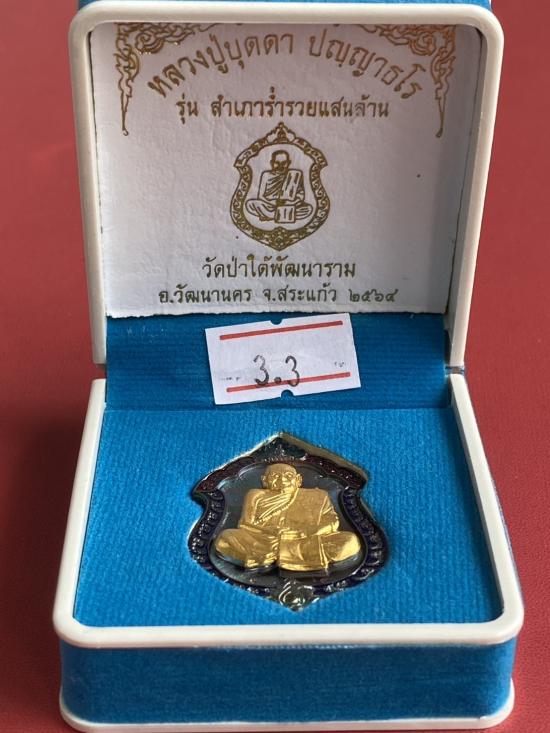 หลวงปู่บุดดา ปญฺญาธโร
รุ่น สำเภาร่ำรวยแสนล้าน
วัดป่าใต้พัฒนาราม
อ.วัฒนานคร จ.สระแก้ว ๒๕๖๔
3.3